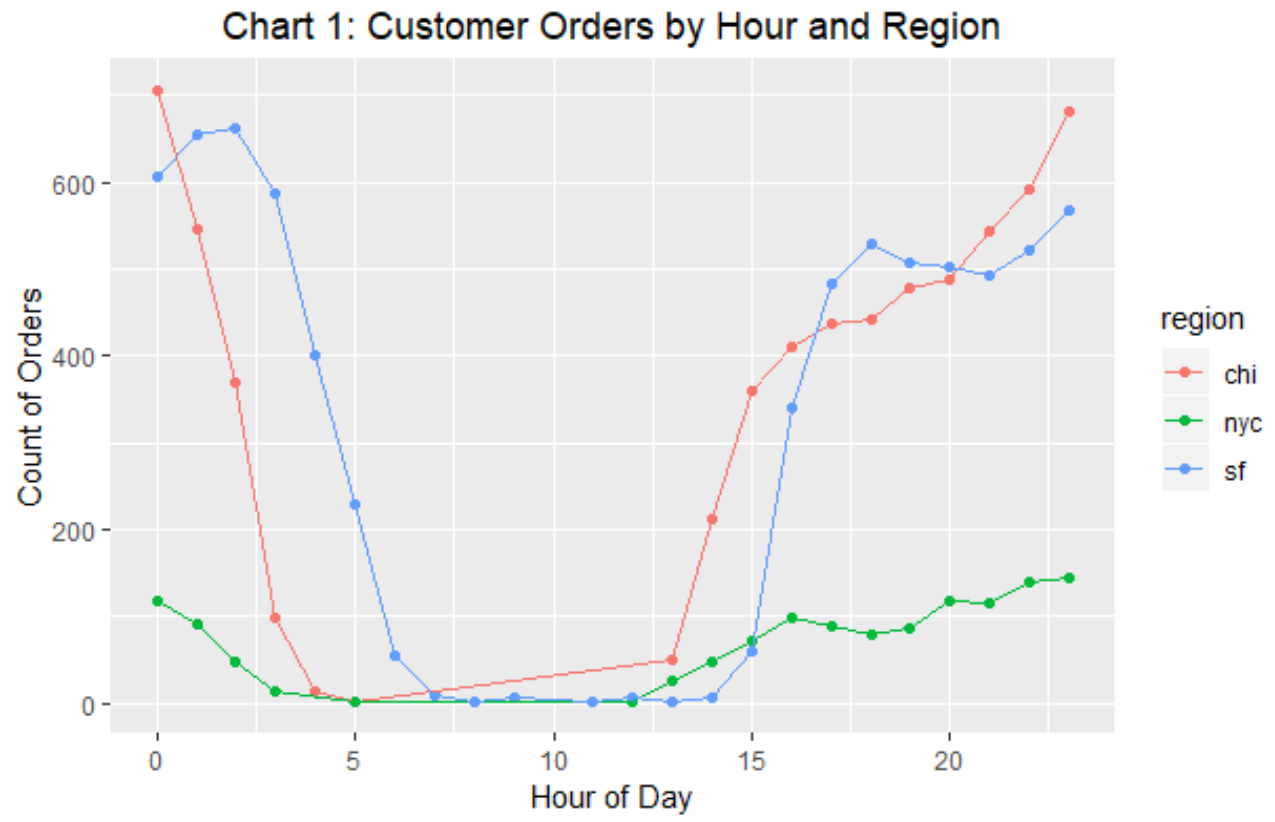 Chart 1: Customer Orders by Hour and Region
Count of Orders
600
400
200
0
0 5 10 15 20
Hour of Day
region
chi
nyc
sf